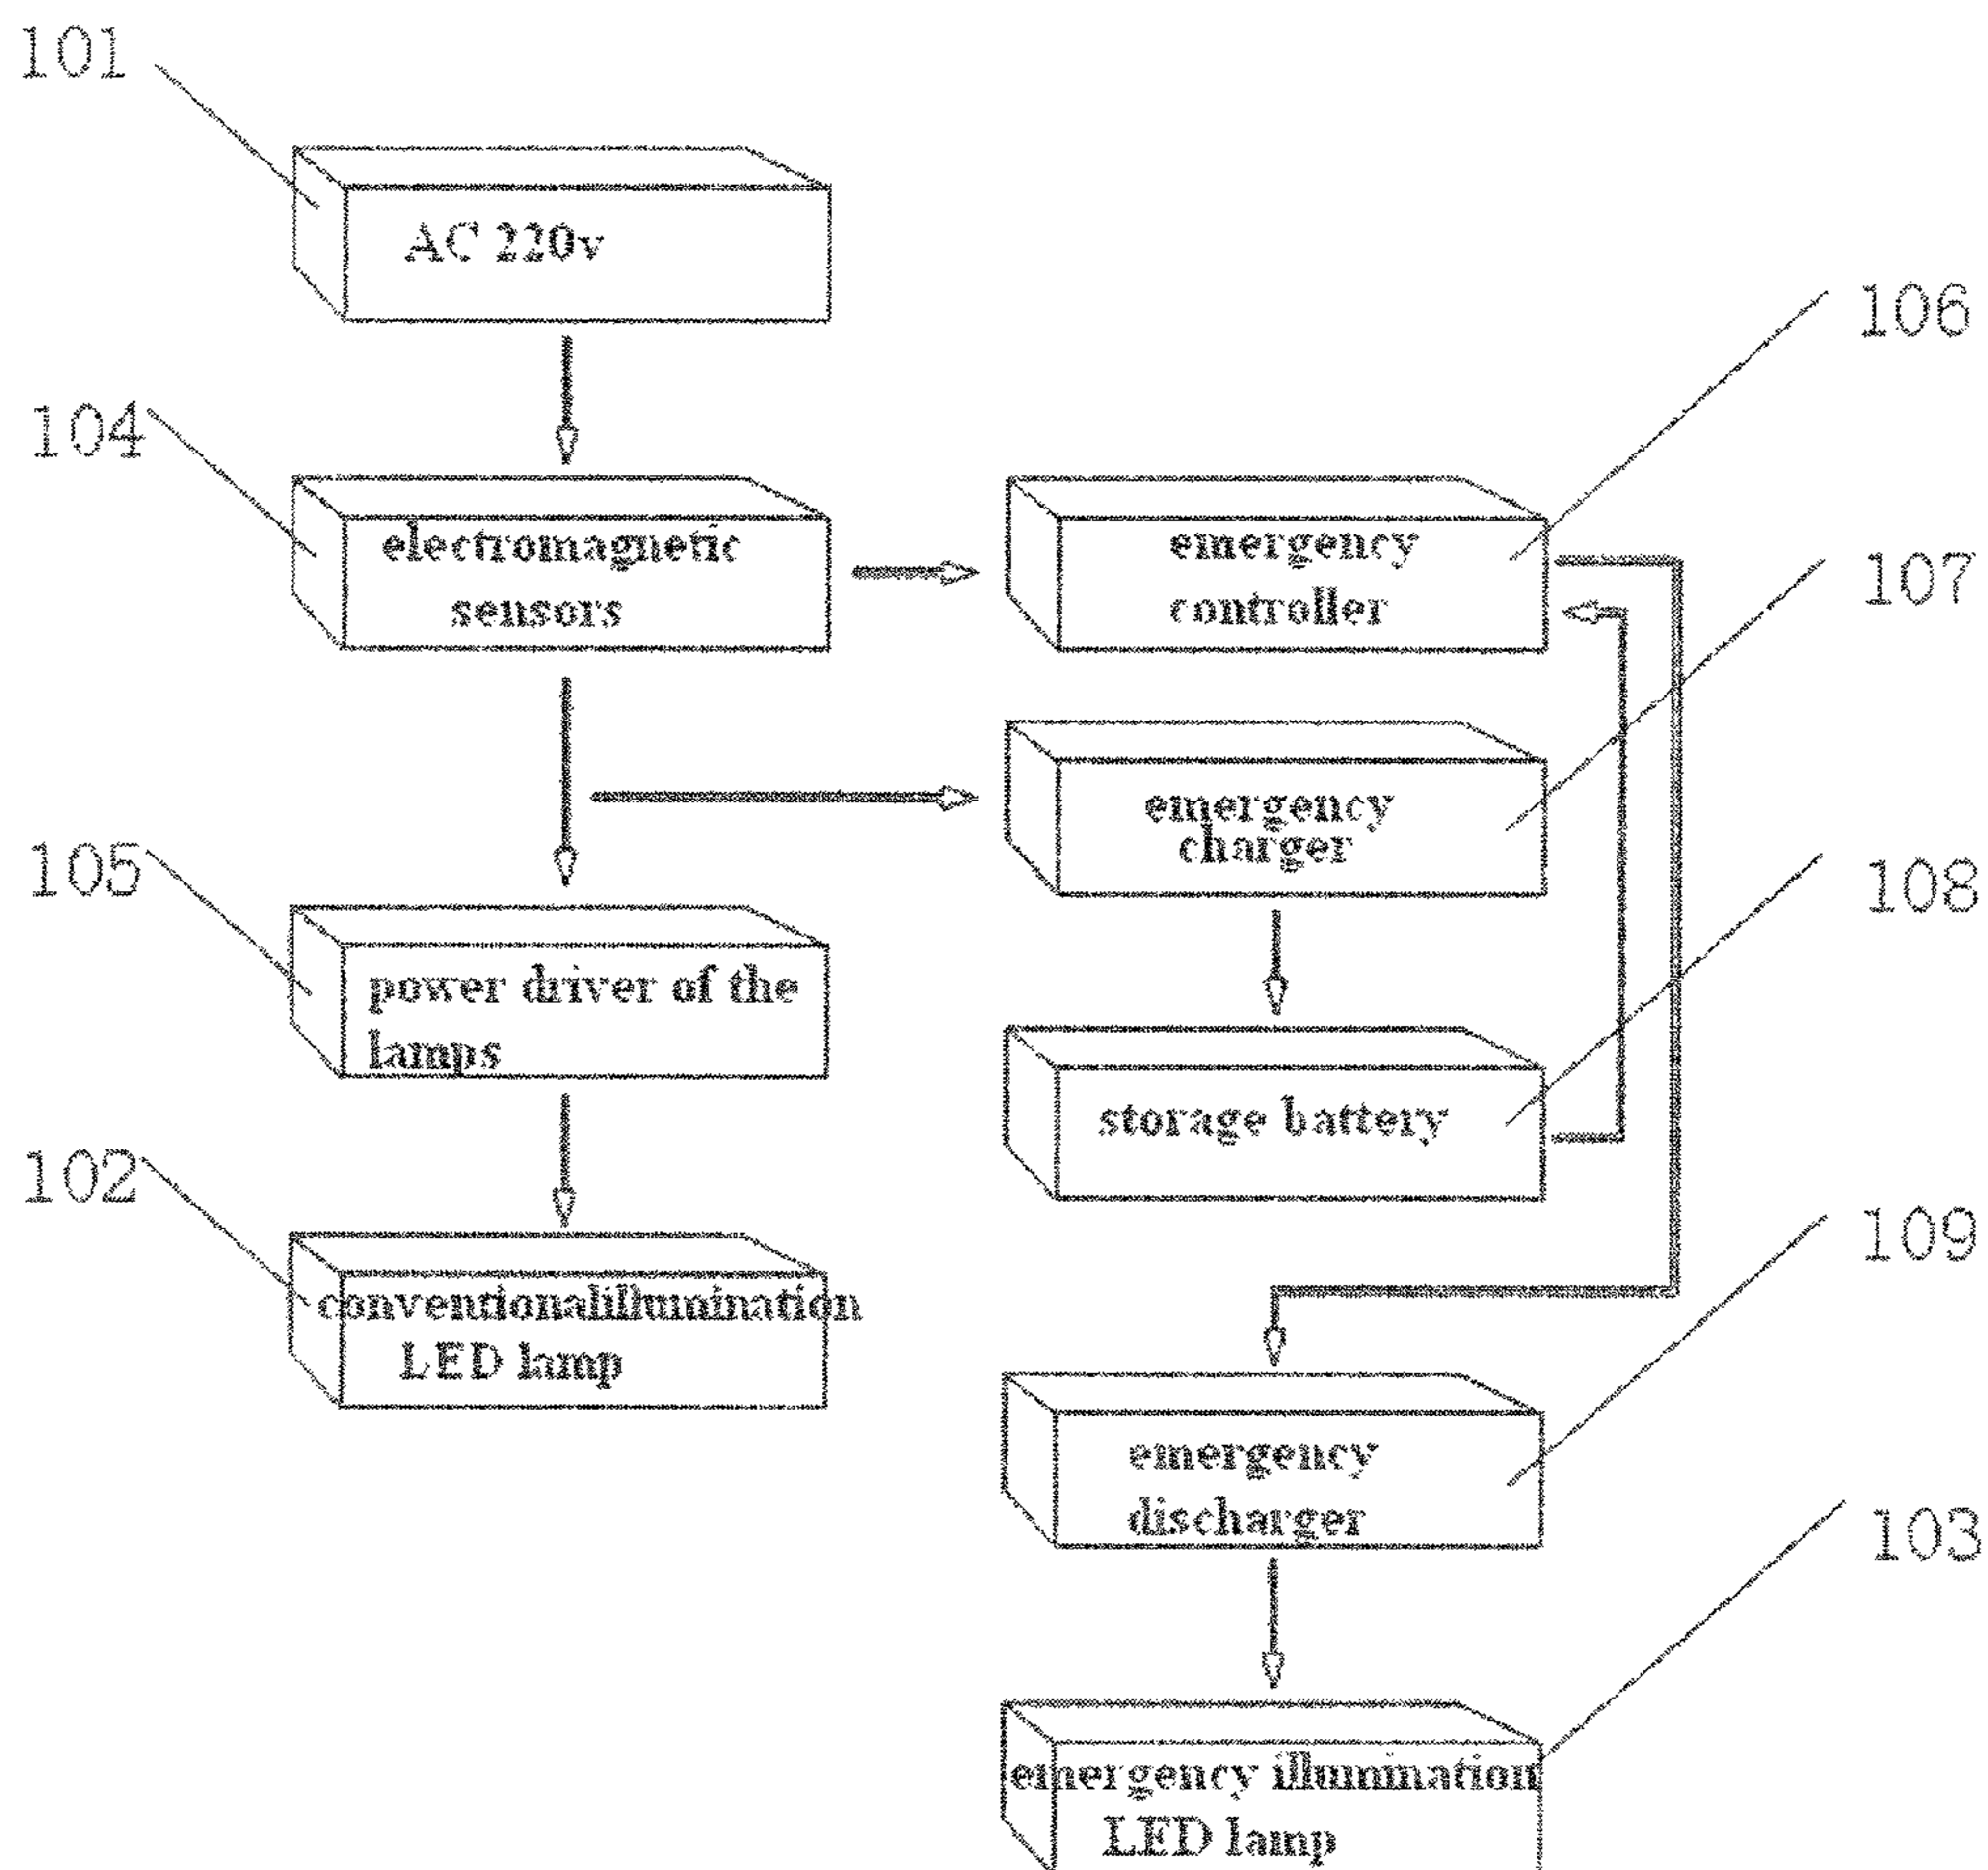 101
AC 220v
106
104
electromagnetic
sensors
emergency
controller
107
emergency
charger
105
power driver of the
lamps
108
storage battery
102
conventionalillumination
LED lamp
109
emergency
discharger
103
emergency illumination
LED lamp